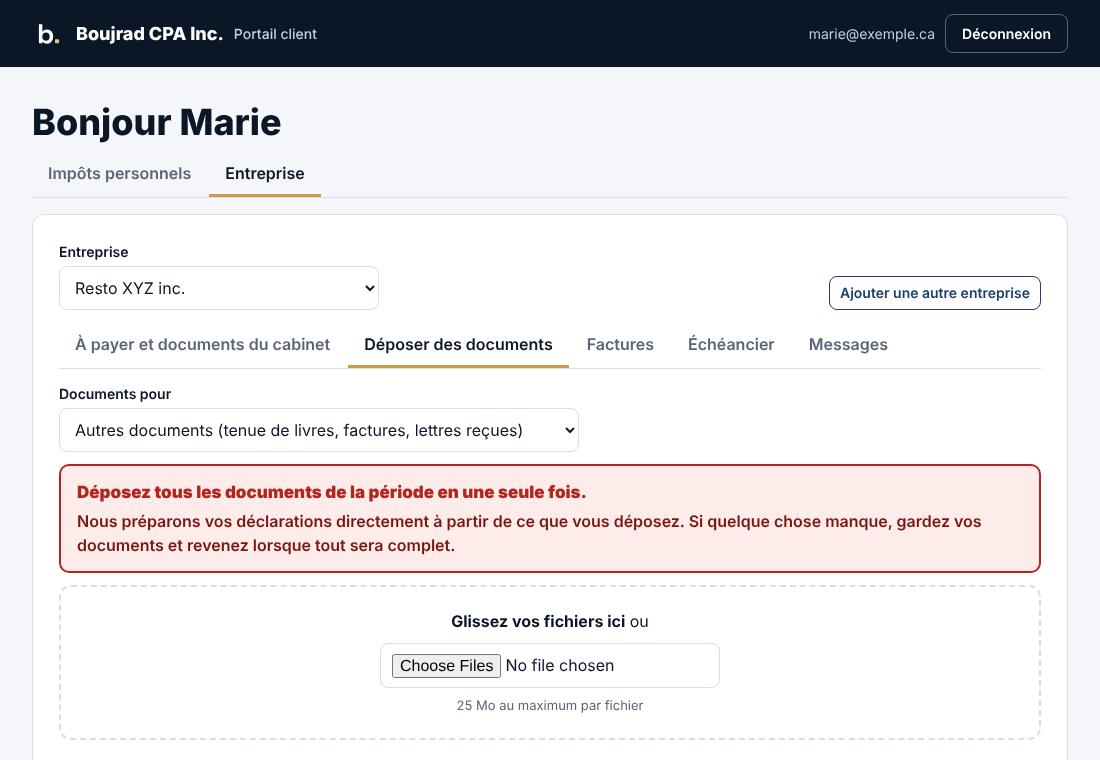 b. Boujrad CPA Inc. Portail client marie@exemple.ca Déconnexion
Bonjour Marie
Impôts personnels Entreprise
Entreprise
Resto XYZ inc.
Ajouter une autre entreprise
À payer et documents du cabinet Déposer des documents Factures Échéancier Messages
Documents pour
Autres documents (tenue de livres, factures, lettres reçues)
Déposez tous les documents de la période en une seule fois.
Nous préparons vos déclarations directement à partir de ce que vous déposez. Si quelque chose manque, gardez vos
documents et revenez lorsque tout sera complet.
Glissez vos fichiers ici ou
Choose Files No file chosen
25 Mo au maximum par fichier